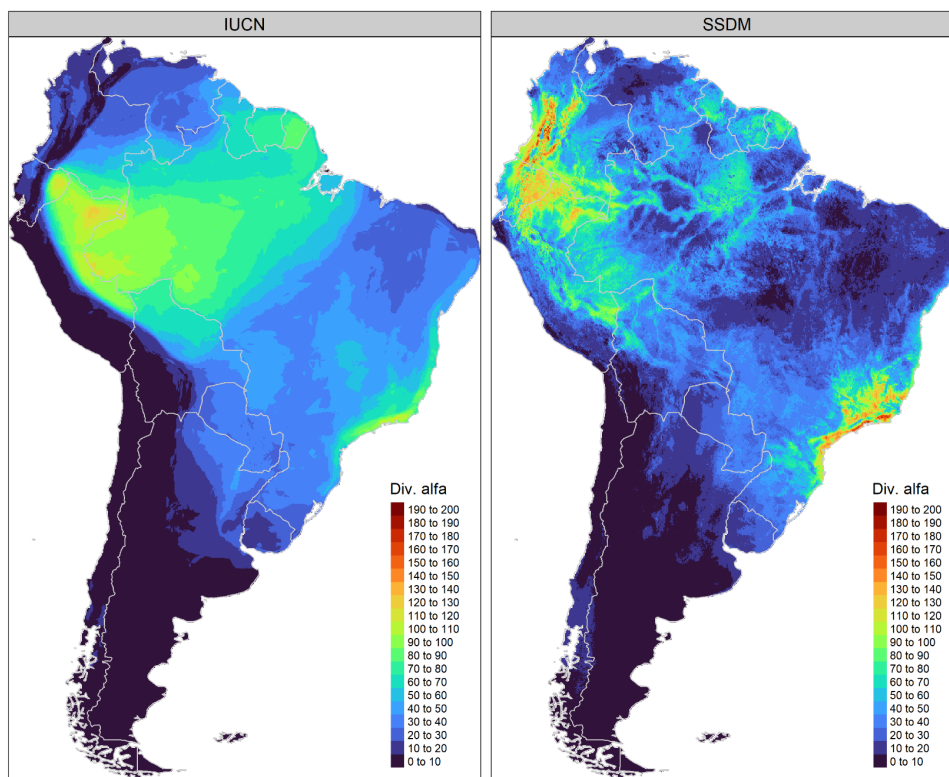 IUCN
SSDM
Div. alfa
190 to 200
180 to 190
170 to 180
160 to 170
150 to 160
140 to 150
130 to 140
120 to 130
110 to 120
100 to 110
90 to 100
80 to 90
70 to 80
60 to 70
50 to 60
40 to 50
30 to 40
20 to 30
10 to 20
0 to 10
Div. alfa
190 to 200
180 to 190
170 to 180
160 to 170
150 to 160
140 to 150
130 to 140
120 to 130
110 to 120
100 to 110
90 to 100
80 to 90
70 to 80
60 to 70
50 to 60
40 to 50
30 to 40
20 to 30
10 to 20
0 to 10